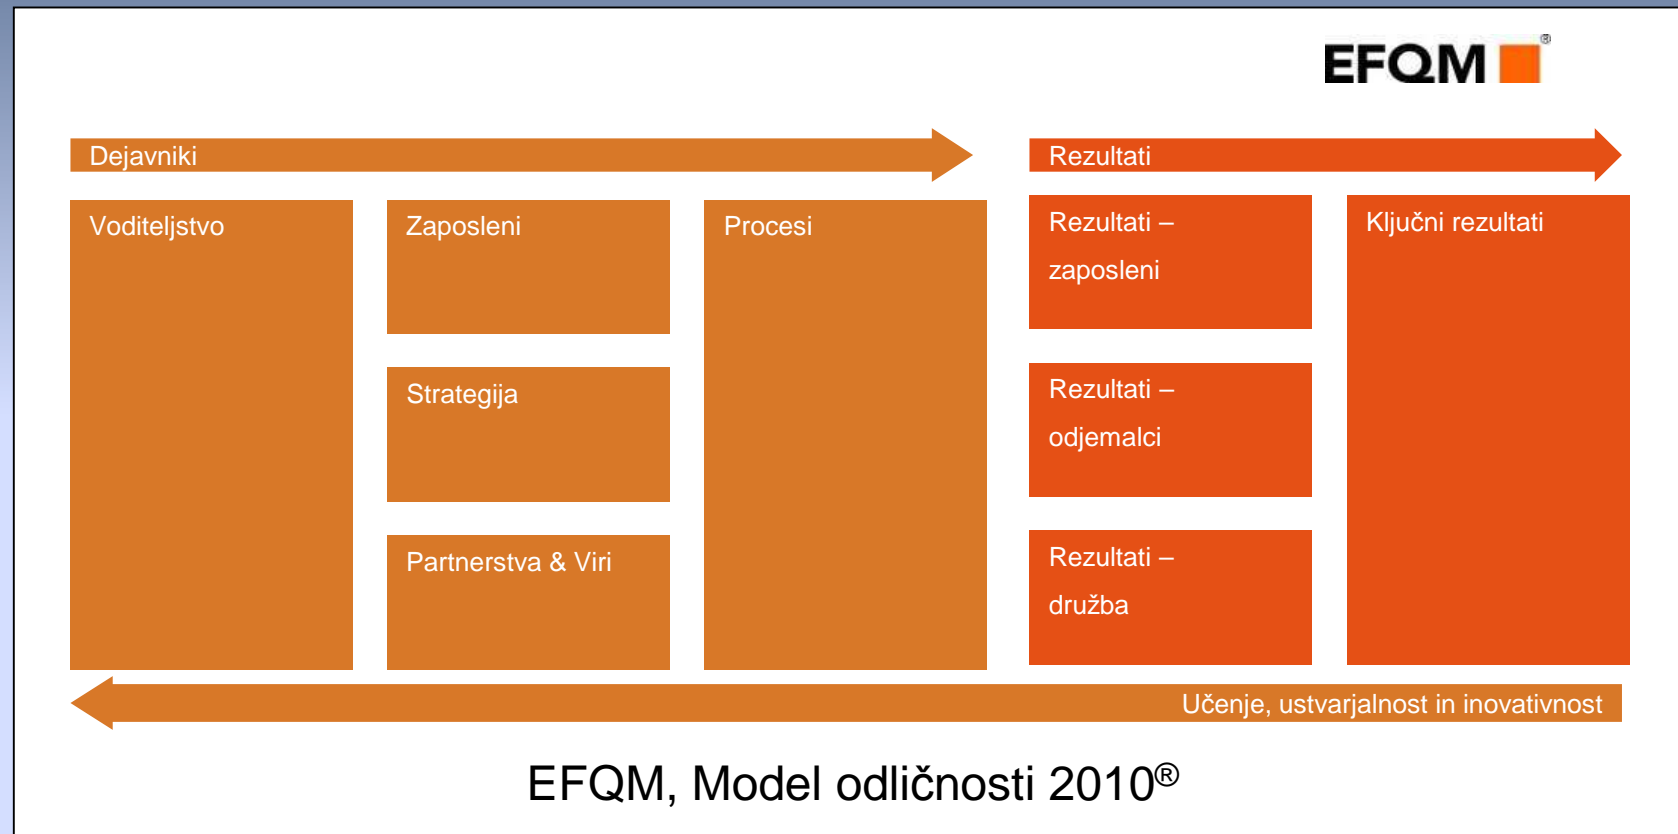 EFQM ®
Dejavniki
Rezultati
Voditeljstvo
Zaposleni
Strategija
Partnerstva & Viri
Procesi
Rezultati –
zaposleni
Rezultati –
odjemalci
Rezultati –
družba
Ključni rezultati
Učenje, ustvarjalnost in inovativnost
EFQM, Model odličnosti 2010®